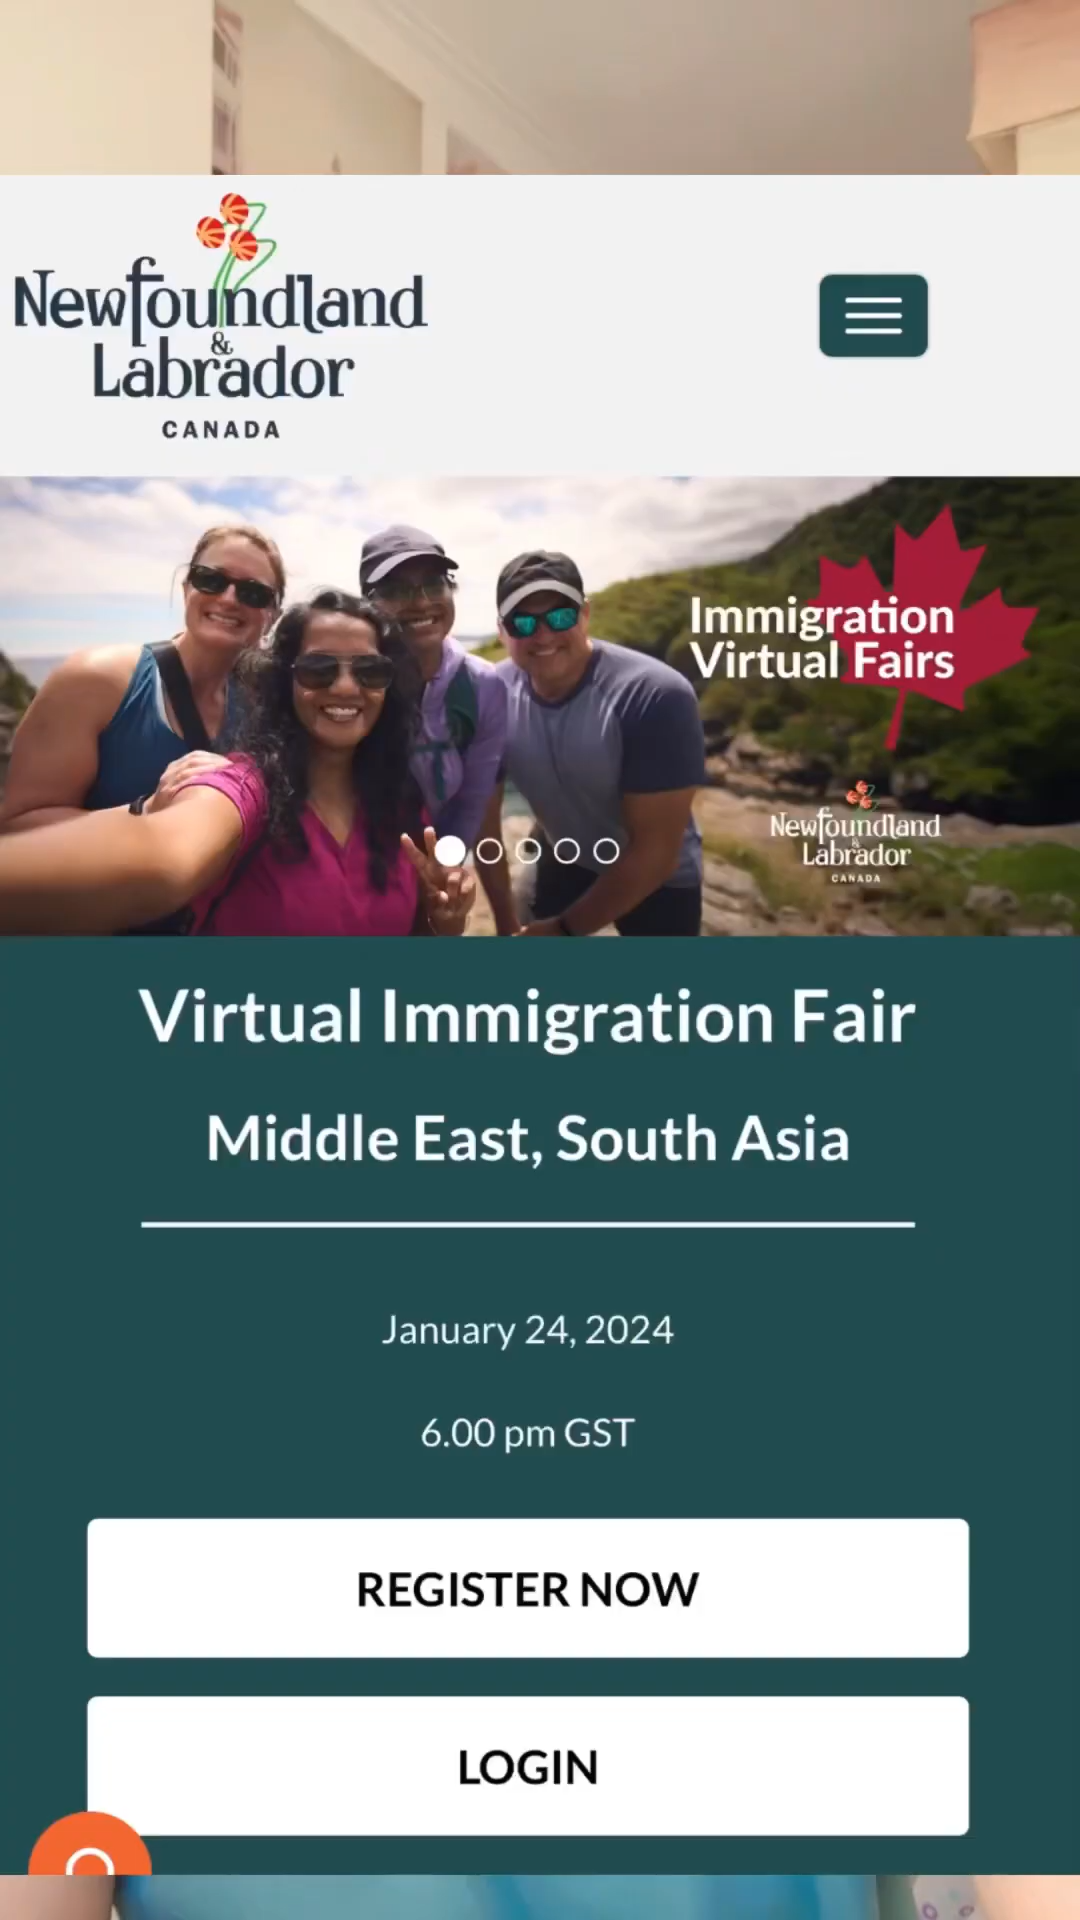 Newfoundland
&
Labrador
CANADA
Immigration
Virtual Fairs
Newfoundland
&
Labrador
CANADA
Virtual Immigration Fair
Middle East, South Asia
January 24, 2024
6.00 pm GST
REGISTER NOW
LOGIN